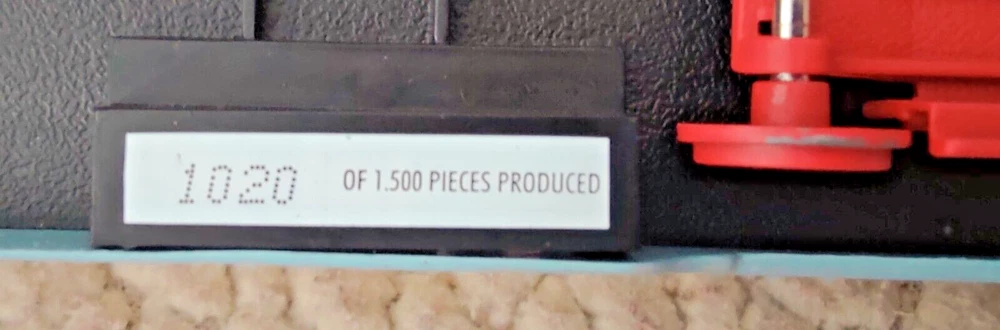 1020 OF 1.500 PIECES PRODUCED